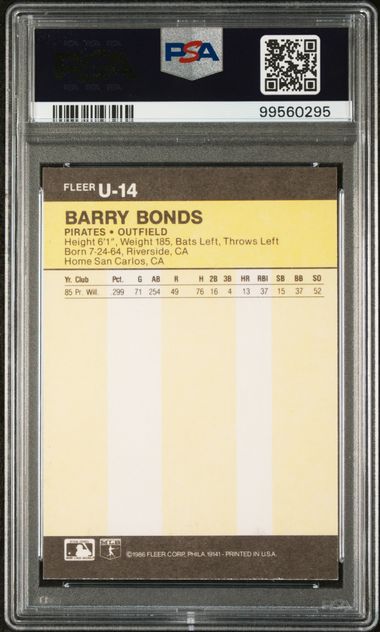 PSA
99560295
FLEER U-14
BARRY BONDS
PIRATES • OUTFIELD
Height 6'1", Weight 185, Bats Left, Throws Left
Born 7-24-64, Riverside, CA
Home San Carlos, CA
Yr. Club Pct. G AB R H 2B 3B HR RBI SB BB SO
85 Pr. Will. .299 71 254 49 76 16 4 13 37 15 37 52
©1986 FLEER CORP., PHILA. 19141 - PRINTED IN U.S.A.